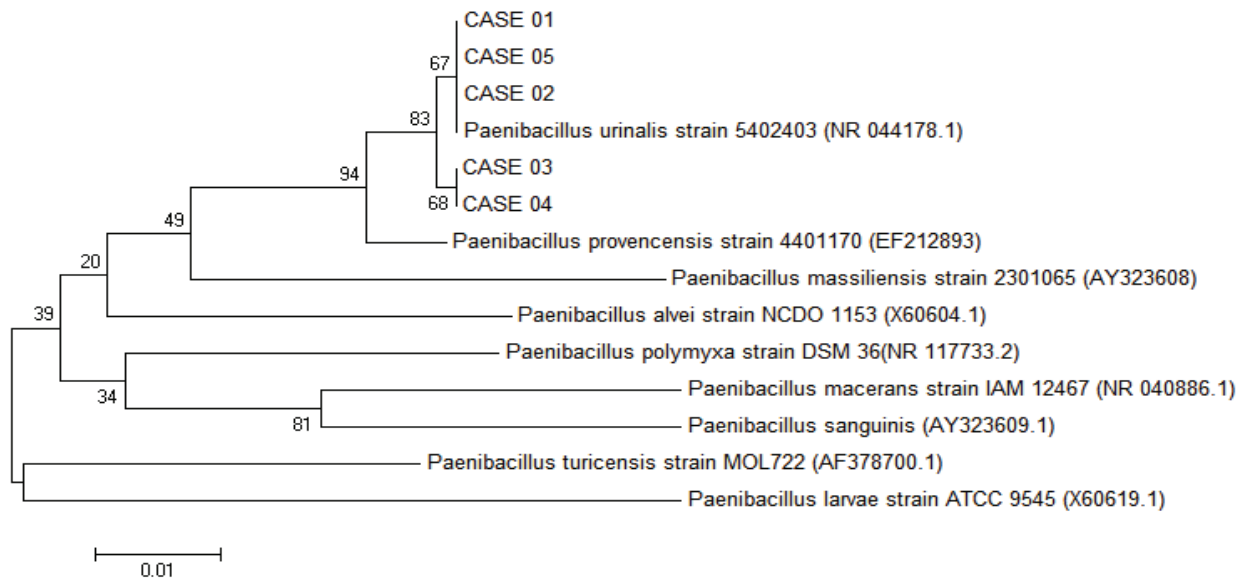 CASE 01
67
CASE 05
CASE 02
83
Paenibacillus urinalis strain 5402403 (NR 044178.1)
94
CASE 03
68
CASE 04
49
Paenibacillus provencensis strain 4401170 (EF212893)
20
Paenibacillus massiliensis strain 2301065 (AY323608)
39
Paenibacillus alvei strain NCDO 1153 (X60604.1)
Paenibacillus polymyxa strain DSM 36(NR 117733.2)
34
Paenibacillus macerans strain IAM 12467 (NR 040886.1)
81
Paenibacillus sanguinis (AY323609.1)
Paenibacillus turicensis strain MOL722 (AF378700.1)
Paenibacillus larvae strain ATCC 9545 (X60619.1)
0.01